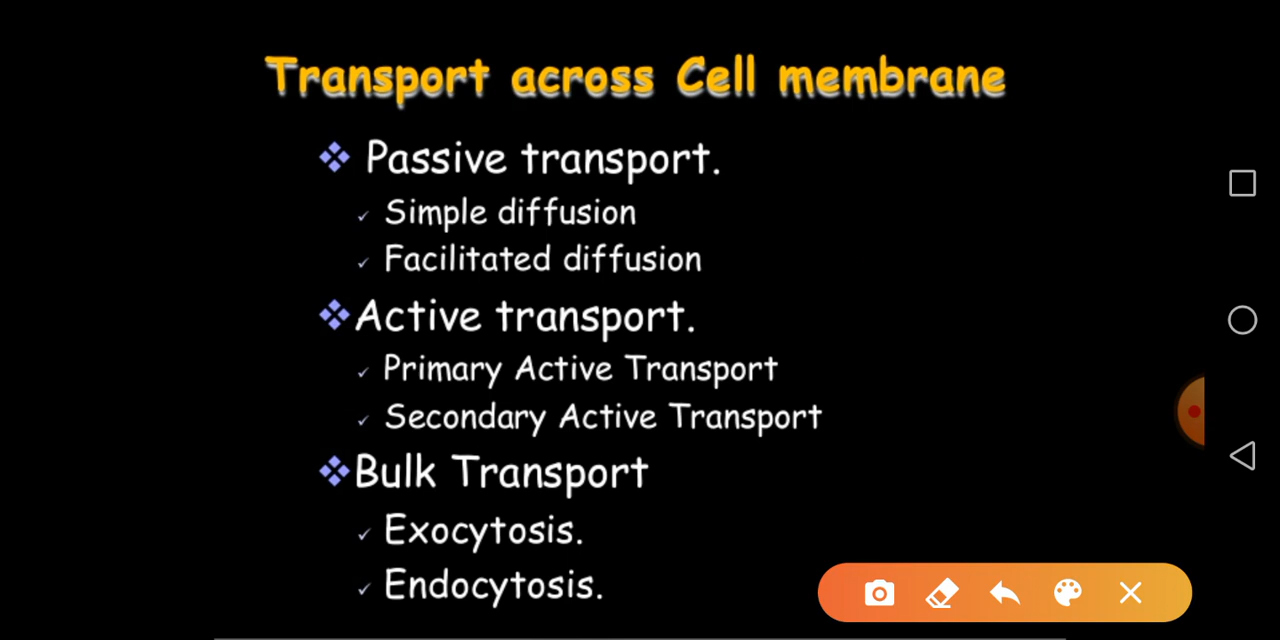 Transport across Cell membrane
Passive transport.
Simple diffusion
Facilitated diffusion
Active transport.
Primary Active Transport
Secondary Active Transport
Bulk Transport
Exocytosis.
Endocytosis.